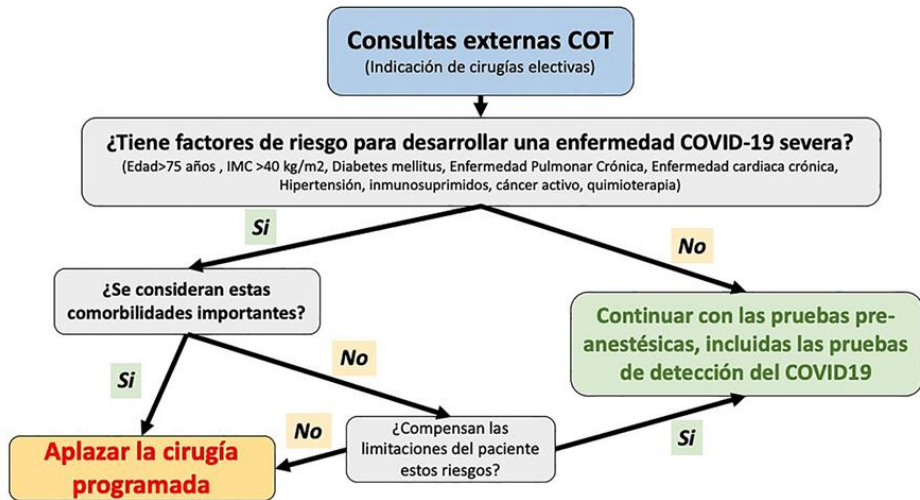 Consultas externas COT
(Indicación de cirugías electivas)
¿Tiene factores de riesgo para desarrollar una enfermedad COVID-19 severa?
(Edad>75 años , IMC >40 kg/m2, Diabetes mellitus, Enfermedad Pulmonar Crónica, Enfermedad cardiaca crónica,
Hipertensión, inmunosuprimidos, cáncer activo, quimioterapia)
Si
No
¿Se consideran estas
comorbilidades importantes?
Continuar con las pruebas pre-
anestésicas, incluidas las pruebas
de detección del COVID19
Si
No
Aplazar la cirugía
programada
No
¿Compensan las
limitaciones del paciente
estos riesgos?
Si